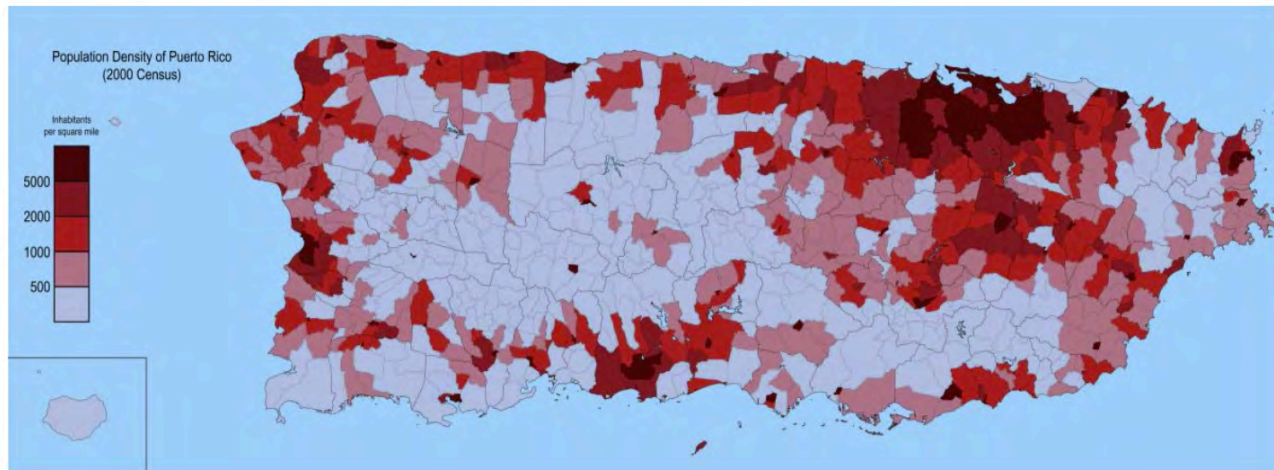 Population Density of Puerto Rico
(2000 Census)
Inhabitants
per square mile
5000
2000
1000
500